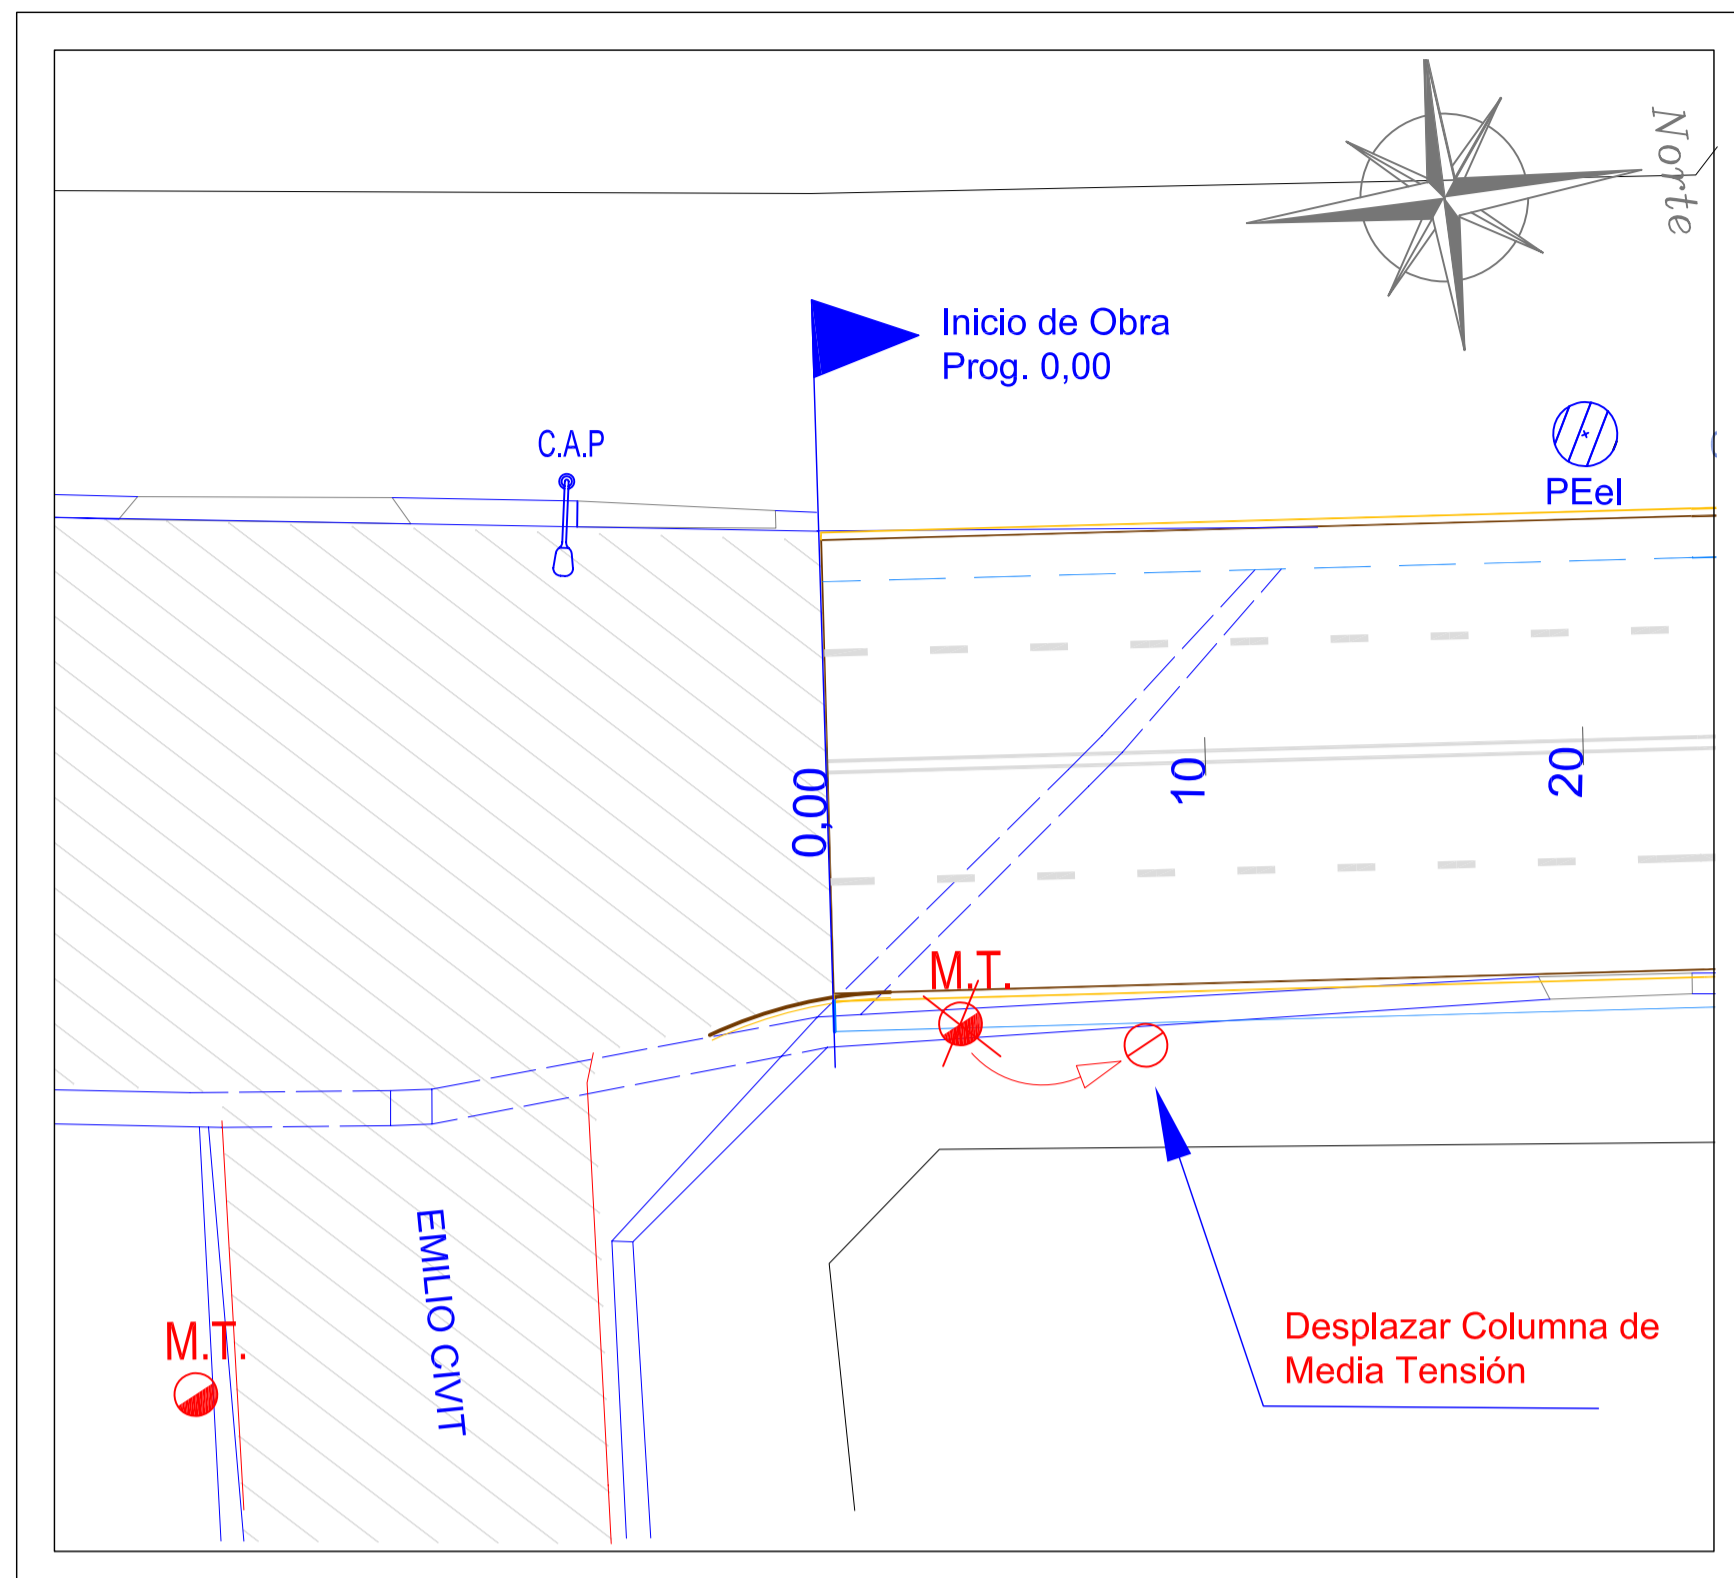 Norte
Inicio de Obra
Prog. 0,00
C.A.P
PEel
0,00
10
20
M.T.
EMILIO CIVIT
M.T.
Desplazar Columna de
Media Tensión